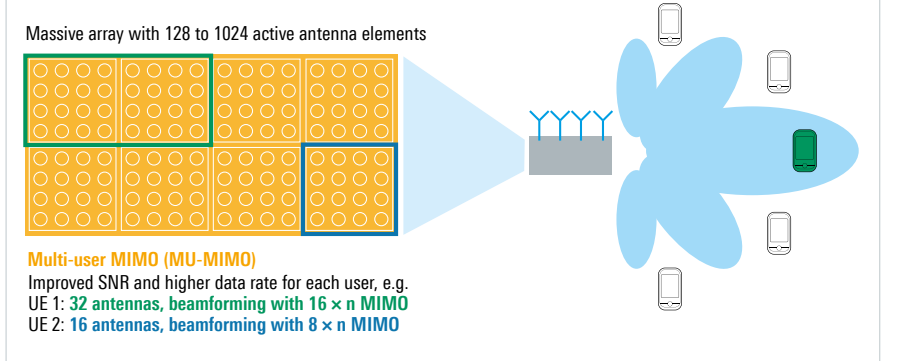 Massive array with 128 to 1024 active antenna elements
Multi-user MIMO (MU-MIMO)
Improved SNR and higher data rate for each user, e.g.
UE 1: 32 antennas, beamforming with 16 × n MIMO
UE 2: 16 antennas, beamforming with 8 × n MIMO